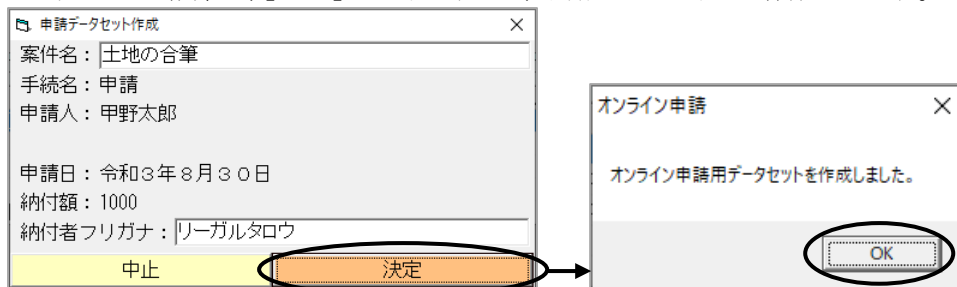 申請データセット作成
案件名：土地の合筆
手続名：申請
申請人：甲野太郎
申請日：令和3年8月30日
納付額：1000
納付者フリガナ：リーガルタロウ
中止
決定
オンライン申請
オンライン申請用データセットを作成しました。
OK